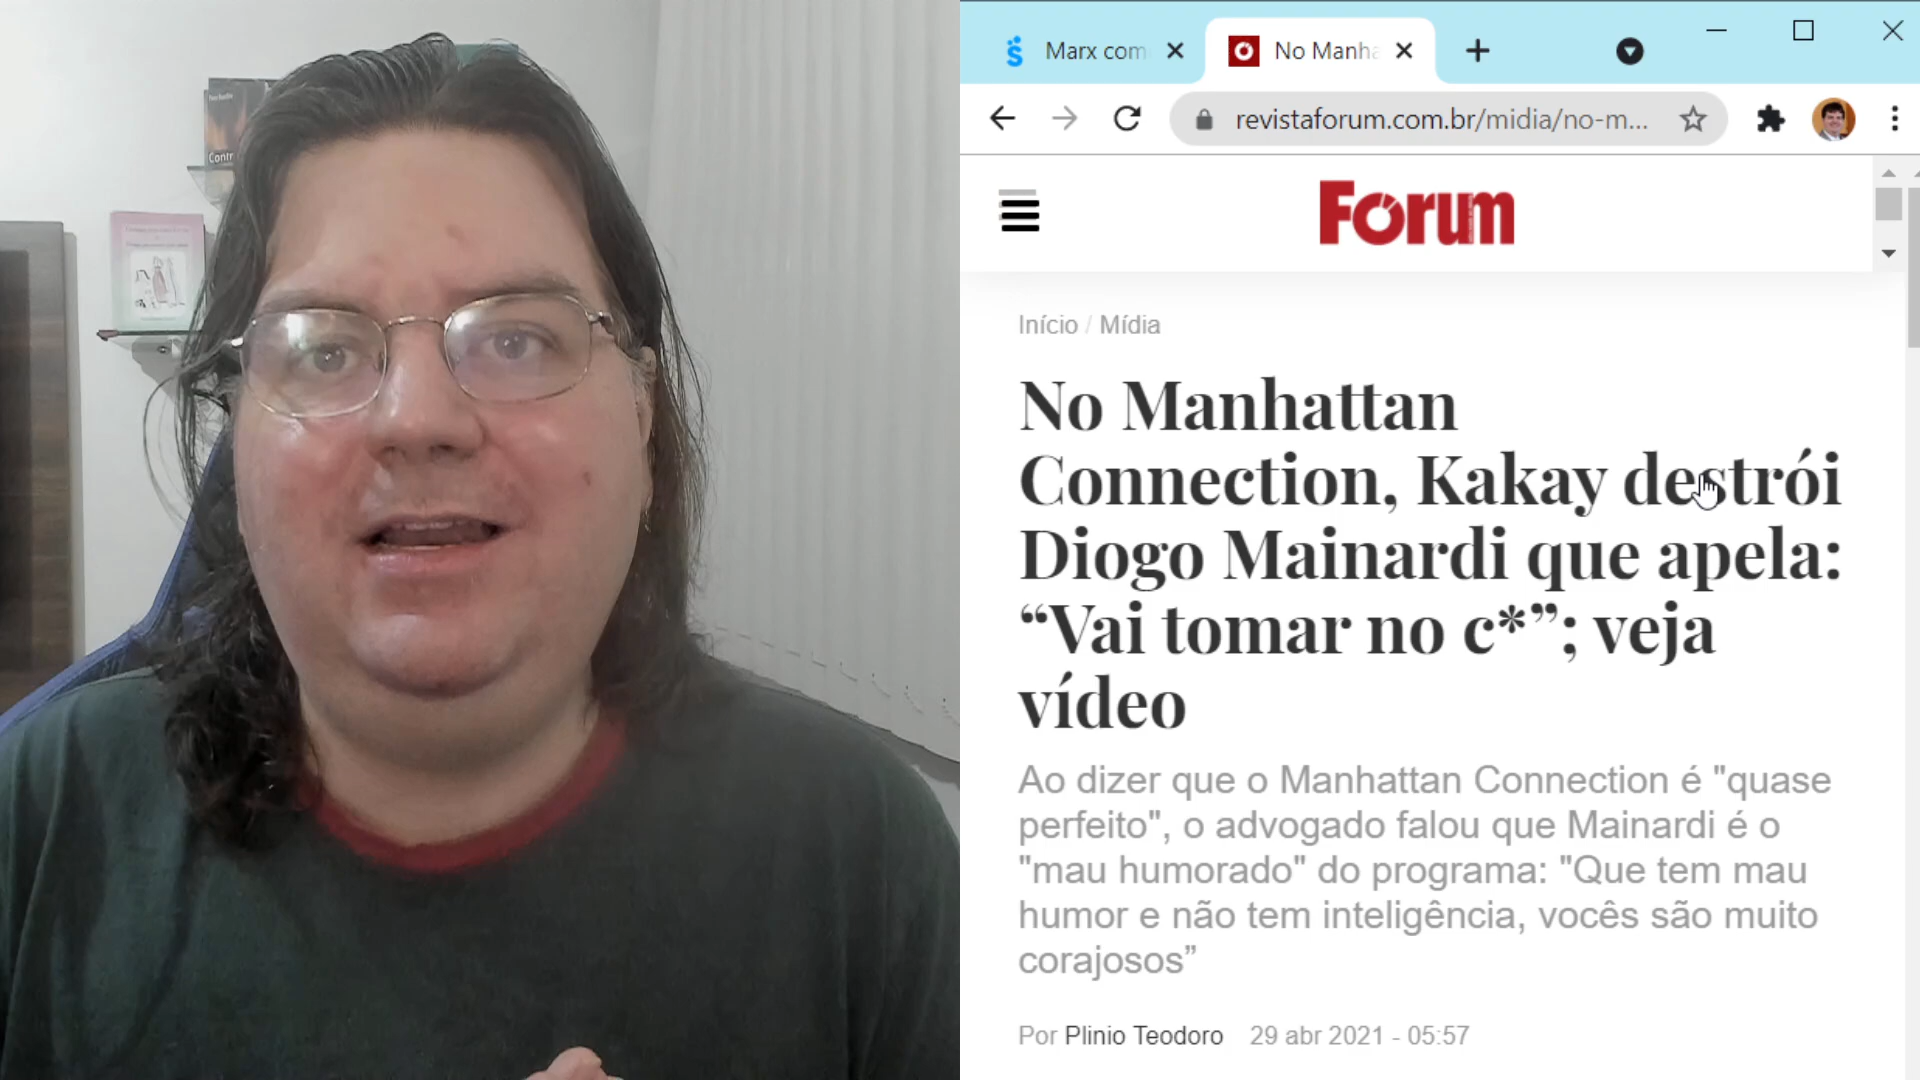 Contr
Marx com
No Manha
revistaforum.com.br/midia/no-m...
Forum
Início / Mídia
No Manhattan
Connection, Kakay destrói
Diogo Mainardi que apela:
“Vai tomar no c*”; veja
vídeo
Ao dizer que o Manhattan Connection é "quase
perfeito", o advogado falou que Mainardi é o
"mau humorado" do programa: "Que tem mau
humor e não tem inteligência, vocês são muito
corajosos”
Por Plinio Teodoro 29 abr 2021 - 05:57